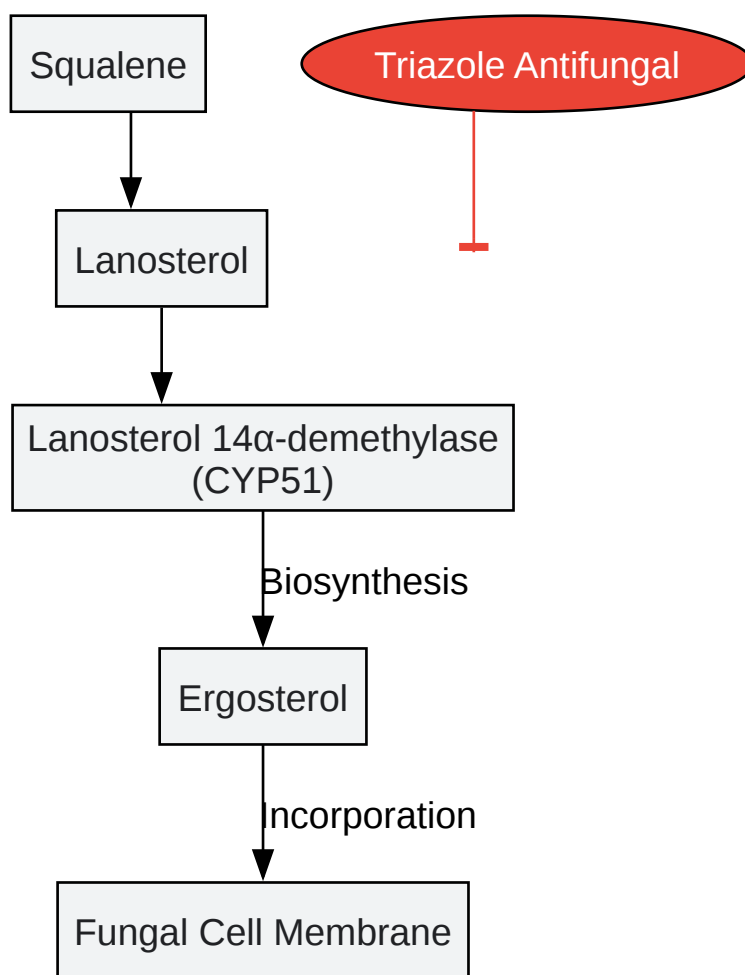 Squalene
Triazole Antifungal
Lanosterol
Lanosterol 14α-demethylase
(CYP51)
Biosynthesis
Ergosterol
Incorporation
Fungal Cell Membrane